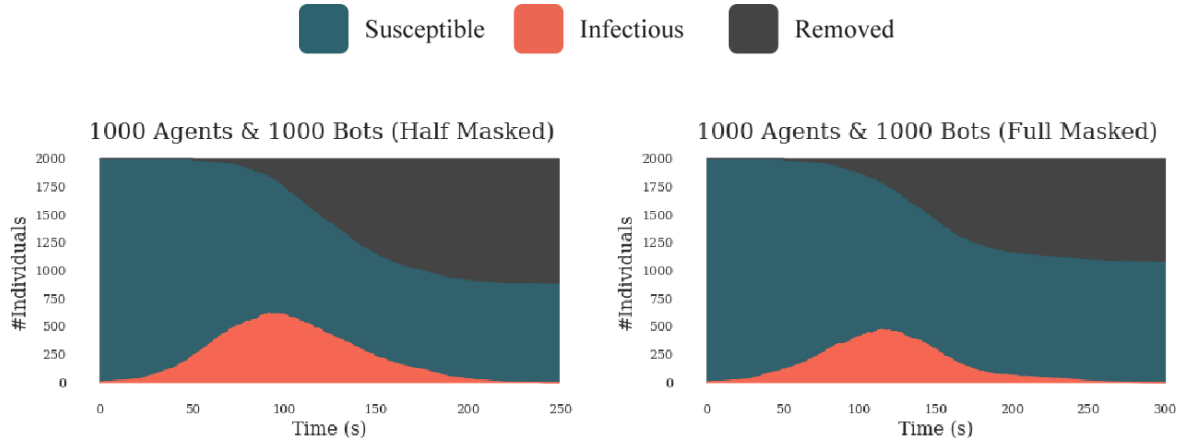 Susceptible Infectious Removed
1000 Agents & 1000 Bots (Half Masked)
2000
1750
1500
1250
1000
750
500
250
0
#Individuals
0 50 100 150 200 250
Time (s)
1000 Agents & 1000 Bots (Full Masked)
2000
1750
1500
1250
1000
750
500
250
0
#Individuals
0 50 100 150 200 250 300
Time (s)